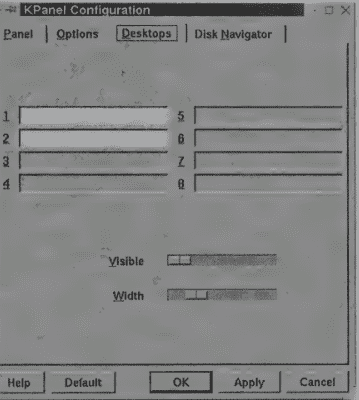 KPanel Configuration
Panel Options Desktops Disk Navigator
1 5
2 6
3 7
4 8
Visible
Width
Help Default OK Apply Cancel